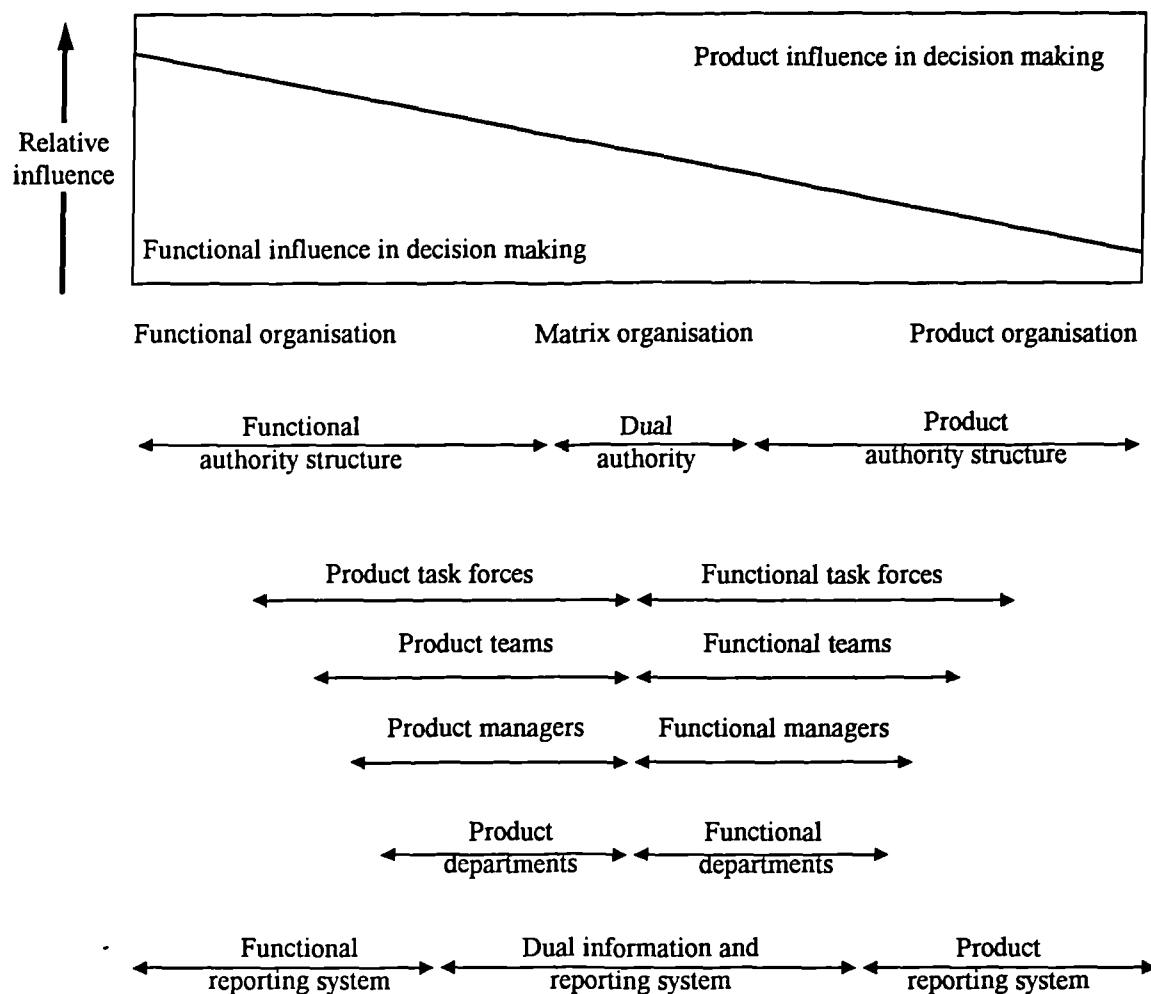 Product influence in decision making
Relative
influence
Functional influence in decision making
Functional organisation Matrix organisation Product organisation
Functional Dual Product
authority structure authority authority structure
Product task forces Functional task forces
Product teams Functional teams
Product managers Functional managers
Product Functional
departments departments
Functional Dual information and Product
reporting system reporting system reporting system